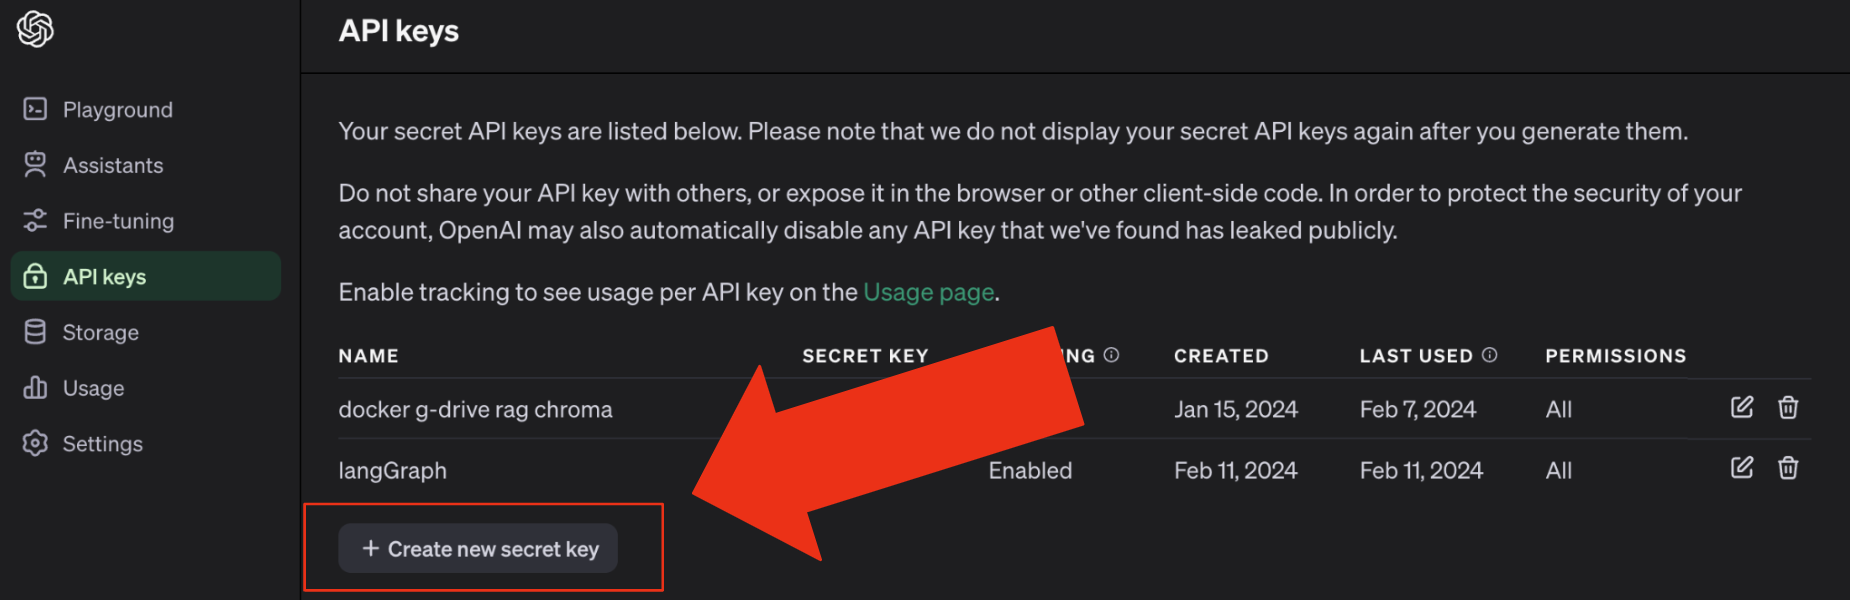 API keys
Playground
Assistants
Fine-tuning
API keys
Storage
Usage
Settings
Your secret API keys are listed below. Please note that we do not display your secret API keys again after you generate them.
Do not share your API key with others, or expose it in the browser or other client-side code. In order to protect the security of your
account, OpenAI may also automatically disable any API key that we've found has leaked publicly.
Enable tracking to see usage per API key on the Usage page.
NAME SECRET KEY CREATED LAST USED PERMISSIONS
docker g-drive rag chroma Jan 15, 2024 Feb 7, 2024 All
langGraph Enabled Feb 11, 2024 Feb 11, 2024 All
+ Create new secret key